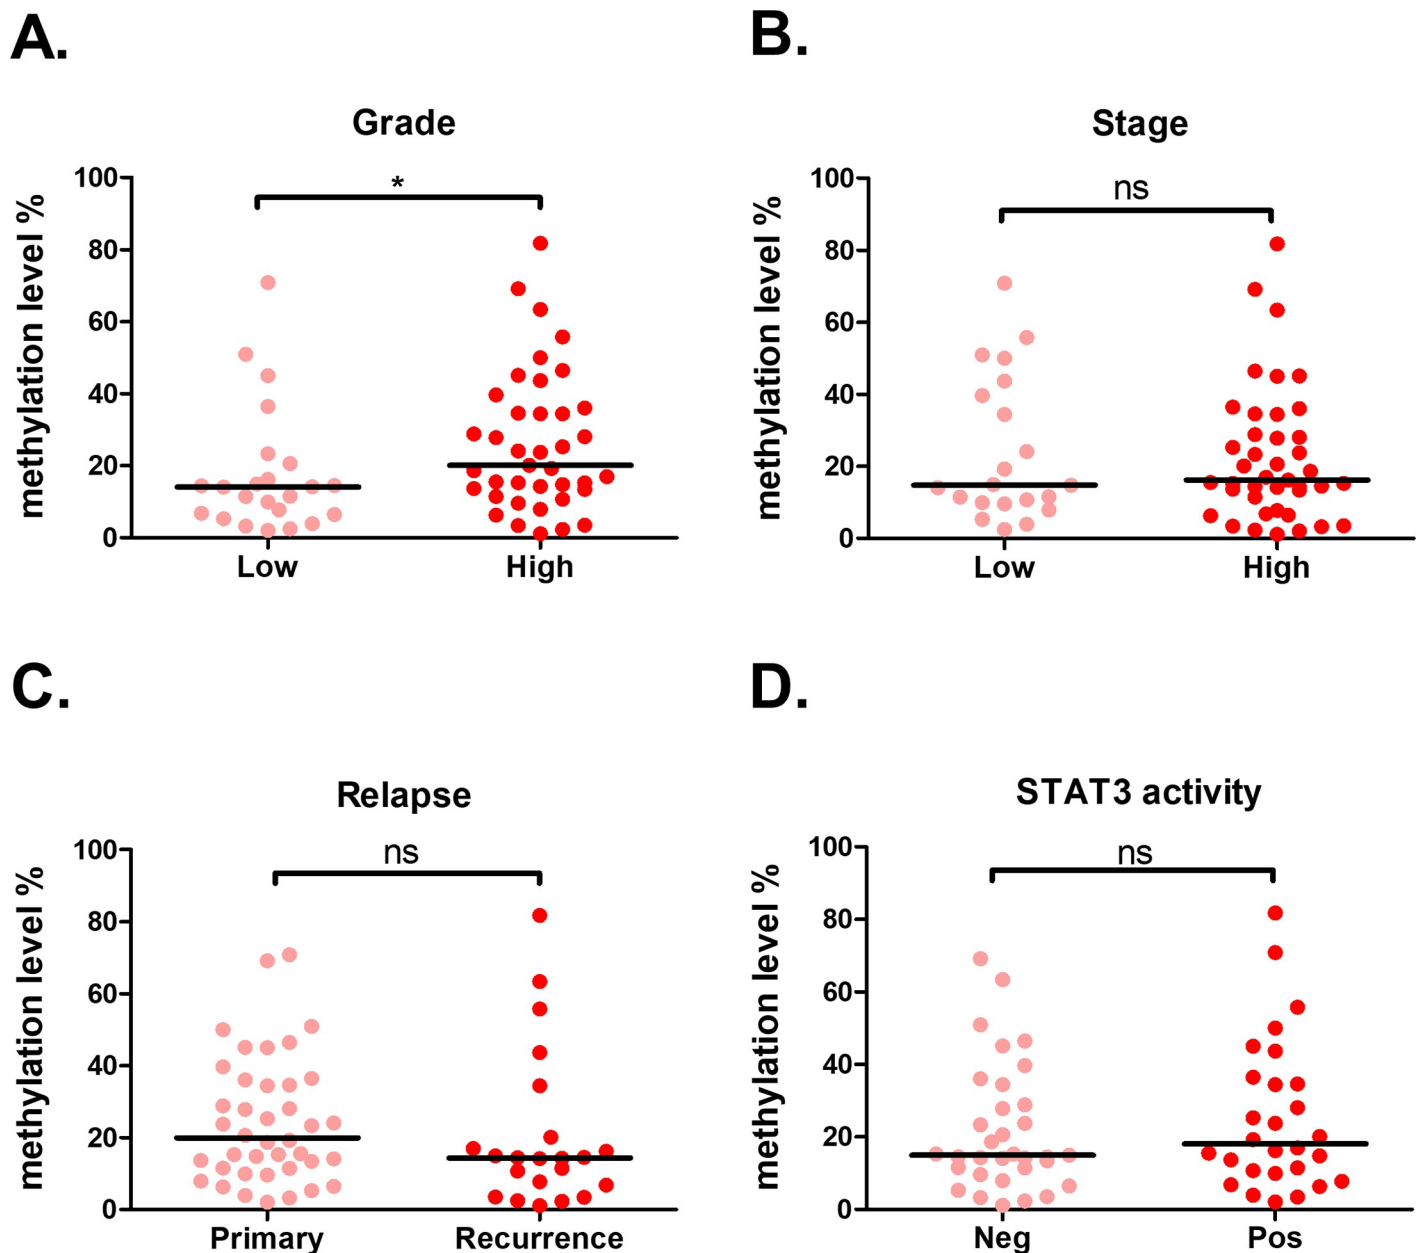 A.
Grade
*
methylation level %
100
80
60
40
20
0
Low
High
B.
Stage
ns
methylation level %
100
80
60
40
20
0
Low
High
C.
Relapse
ns
methylation level %
100
80
60
40
20
0
Primary
Recurrence
D.
STAT3 activity
ns
methylation level %
100
80
60
40
20
0
Neg
Pos